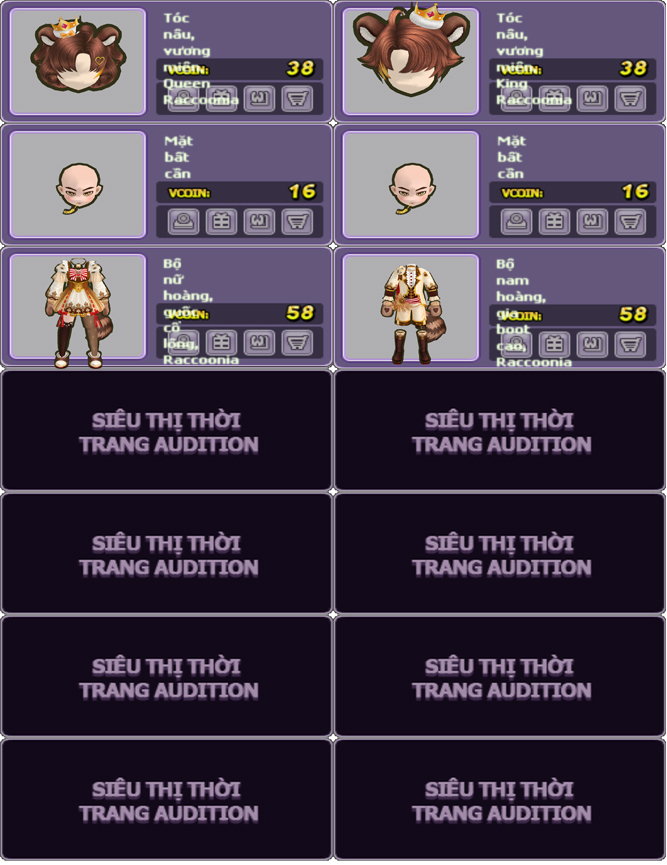 Tóc
nâu,
vương
miện
Queen
Raccoonia
VCOIN:
38
Tóc
nâu,
vương
miện
King
Raccoonia
VCOIN:
38
Mặt
bất
cần
VCOIN:
16
Mặt
bất
cần
VCOIN:
16
Bộ
nữ
hoàng,
quốc
cổ
lông,
Raccoonia
VCOIN:
58
Bộ
nam
hoàng,
gia
boot
cao,
Raccoonia
VCOIN:
58
SIÊU THỊ THỜI
TRANG AUDITION
SIÊU THỊ THỜI
TRANG AUDITION
SIÊU THỊ THỜI
TRANG AUDITION
SIÊU THỊ THỜI
TRANG AUDITION
SIÊU THỊ THỜI
TRANG AUDITION
SIÊU THỊ THỜI
TRANG AUDITION
SIÊU THỊ THỜI
TRANG AUDITION
SIÊU THỊ THỜI
TRANG AUDITION